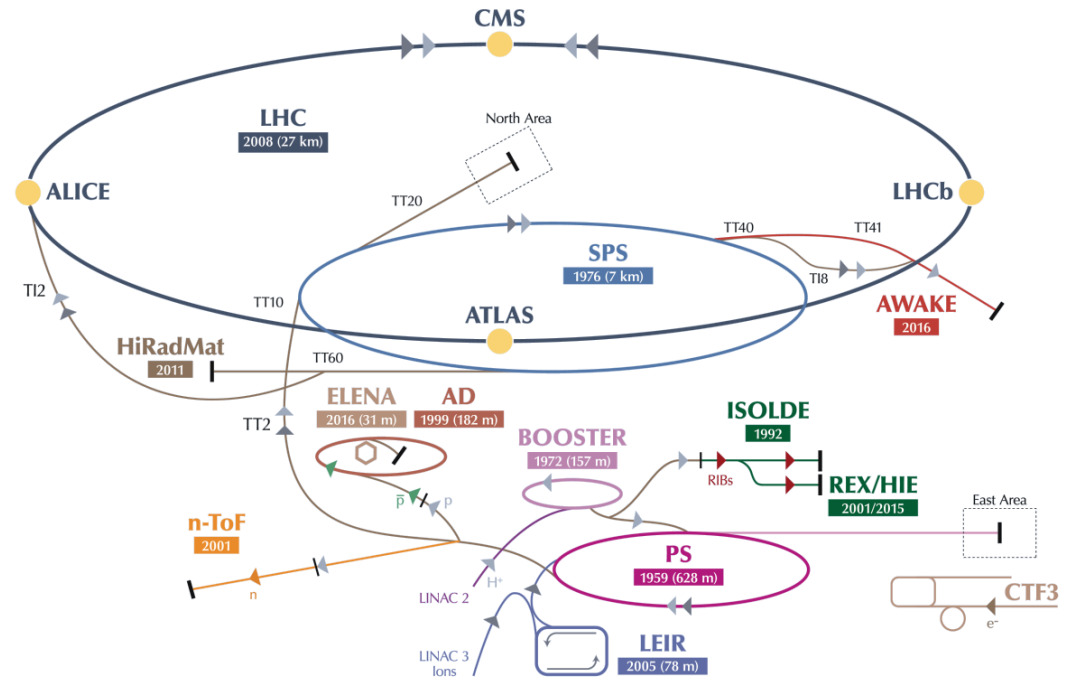 CMS
LHC
2008 (27 km)
North Area
ALICE
TT20
LHCb
TT40
TT41
SPS
1976 (7 km)
TI2
TI8
TT10
AWAKE
2016
ATLAS
HiRadMat
2011
TT60
ELENA
2016 (31 m)
AD
1999 (182 m)
TT2
BOOSTER
1972 (157 m)
ISOLDE
1992
RIBs
REX/HIE
2001/2015
p̅
p
East Area
n-ToF
2001
n
PS
1959 (628 m)
H⁺
LINAC 2
CTF3
e⁻
LEIR
2005 (78 m)
LINAC 3
Ions